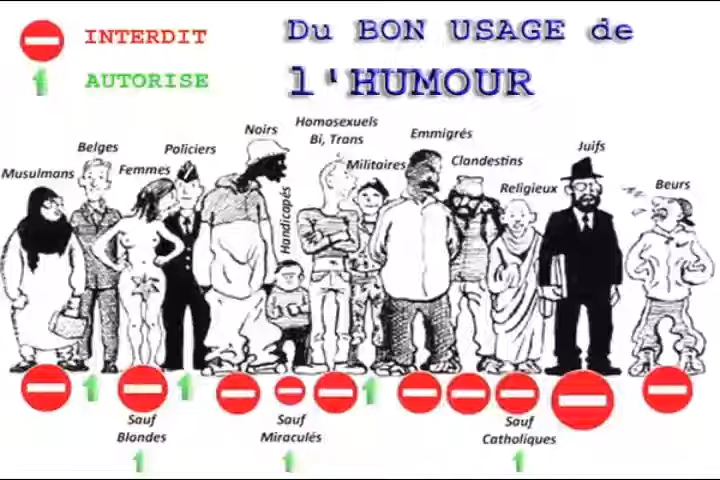 INTERDIT
AUTORISE
Du BON USAGE de
l'HUMOUR
Musulmans
Belges
Femmes
Policiers
Noirs
Handicapés
Homosexuels
Bi, Trans
Militaires
Emmigrés
Clandestins
Religieux
Juifs
Beurs
Sauf
Blondes
Sauf
Miraculés
Sauf
Catholiques